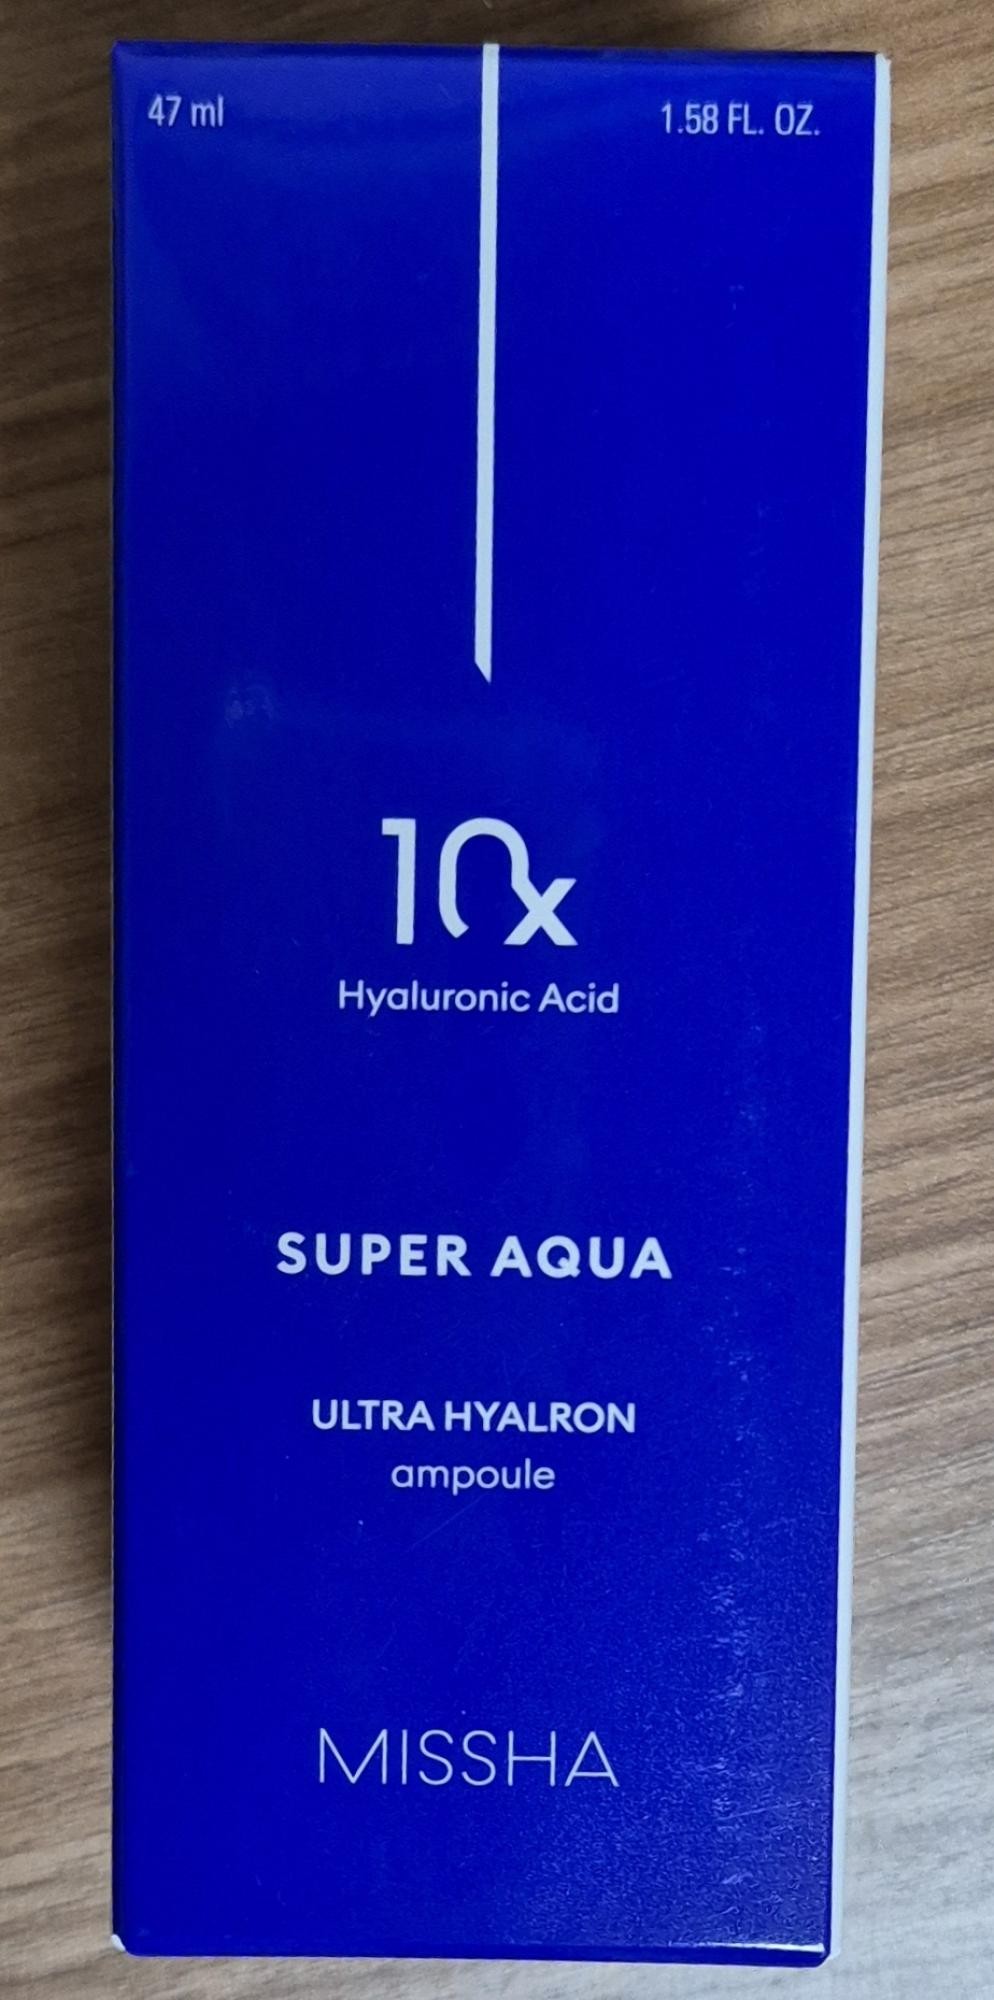 47 ml
1.58 FL. OZ.
10x
Hyaluronic Acid
SUPER AQUA
ULTRA HYALRON
ampoule
MISSHA